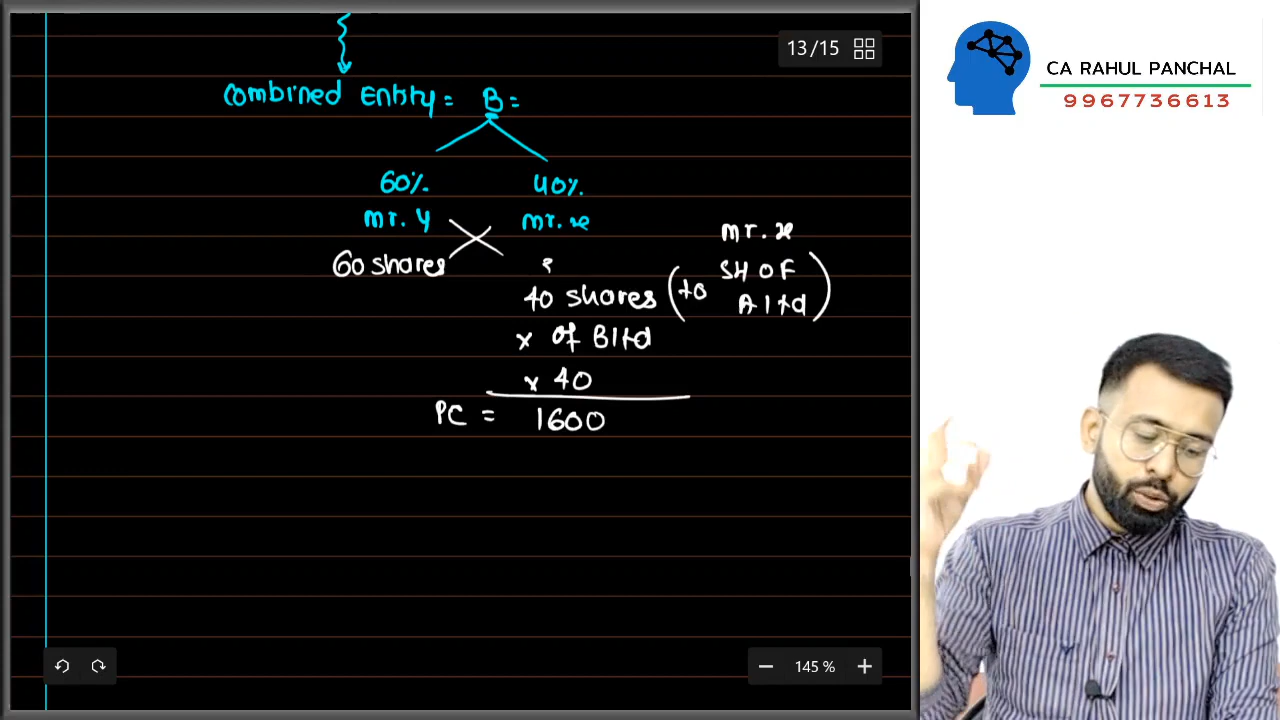 13/15
CA RAHUL PANCHAL
9967736613
Combined Entity = B =
60% 40%
mr. y mr. x
60 shares ?
40 shares (to mr. x SH OF A ltd)
x of B ltd
x 40
PC = 1600
145 %